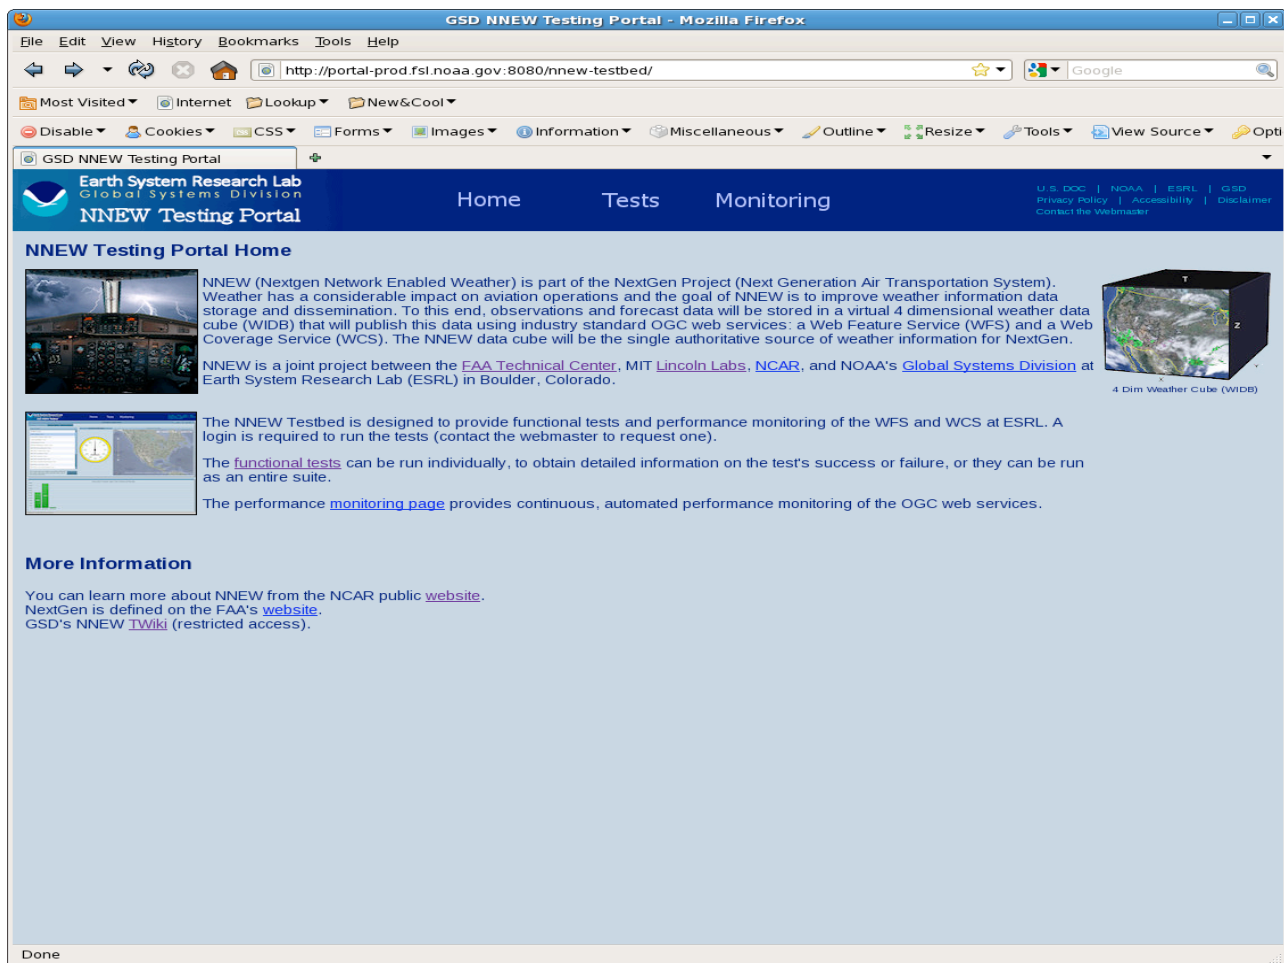 GSD NNEW Testing Portal - Mozilla Firefox
File Edit View History Bookmarks Tools Help
http://portal-prod.fsl.noaa.gov:8080/nnew-testbed/ Google
Most Visited Internet Lookup New&Cool
Disable Cookies CSS Forms Images Information Miscellaneous Outline Resize Tools View Source Opti
GSD NNEW Testing Portal
Earth System Research Lab
Global Systems Division
NNEW Testing Portal
Home Tests Monitoring
U.S. DOC | NOAA | ESRL | GSD
Privacy Policy | Accessibility | Disclaimer
Contact the Webmaster
NNEW Testing Portal Home
NNEW (Nextgen Network Enabled Weather) is part of the NextGen Project (Next Generation Air Transportation System).
Weather has a considerable impact on aviation operations and the goal of NNEW is to improve weather information data
storage and dissemination. To this end, observations and forecast data will be stored in a virtual 4 dimensional weather data
cube (WIDB) that will publish this data using industry standard OGC web services: a Web Feature Service (WFS) and a Web
Coverage Service (WCS). The NNEW data cube will be the single authoritative source of weather information for NextGen.
NNEW is a joint project between the FAA Technical Center, MIT Lincoln Labs, NCAR, and NOAA's Global Systems Division at
Earth System Research Lab (ESRL) in Boulder, Colorado.
T
Z
X
Y
4 Dim Weather Cube (WIDB)
The NNEW Testbed is designed to provide functional tests and performance monitoring of the WFS and WCS at ESRL. A
login is required to run the tests (contact the webmaster to request one).
The functional tests can be run individually, to obtain detailed information on the test's success or failure, or they can be run
as an entire suite.
The performance monitoring page provides continuous, automated performance monitoring of the OGC web services.
More Information
You can learn more about NNEW from the NCAR public website.
NextGen is defined on the FAA's website.
GSD's NNEW TWiki (restricted access).
Done